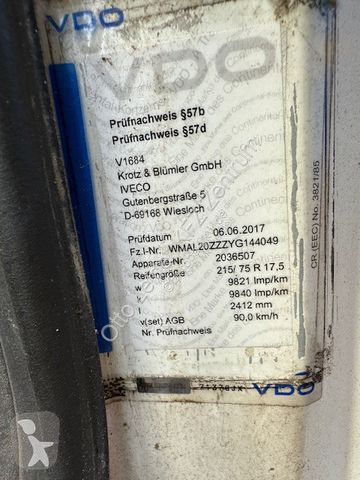 VDO
VDO
Prüfnachweis §57b
Prüfnachweis §57d
V1684
Krotz & Blümler GmbH
IVECO
Gutenbergstraße 5
D-69168 Wiesloch
Prüfdatum 06.06.2017
Fz.I-Nr. WMAL20ZZZYG144049
Apparate-Nr. 2036507
Reifengröße 215/ 75 R 17,5
w 9821 Imp/km
k 9840 Imp/km
l 2412 mm
v(set) AGB 90,0 km/h
Nr. Prüfnachweis
CR (EEC) No. 3821/85
VDO